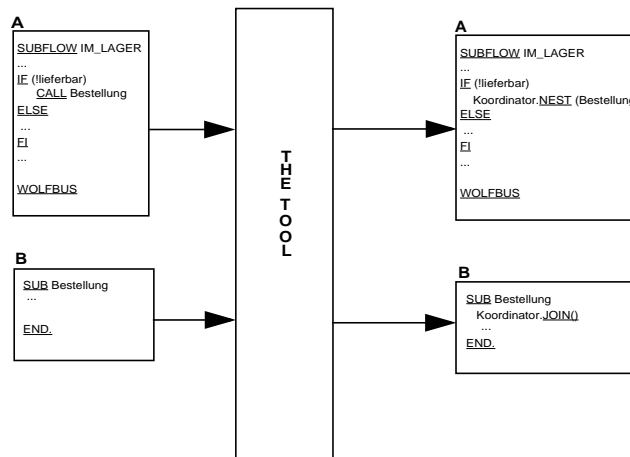 A
SUBFLOW IM_LAGER
...
IF (!lieferbar)
CALL Bestellung
ELSE
...
FI
...
WOLFBUS
B
SUB Bestellung
...
END.
THE TOOL
A
SUBFLOW IM_LAGER
...
IF (!lieferbar)
Koordinator.NEST (Bestellung
ELSE
...
FI
...
WOLFBUS
B
SUB Bestellung
Koordinator.JOIN()
...
END.